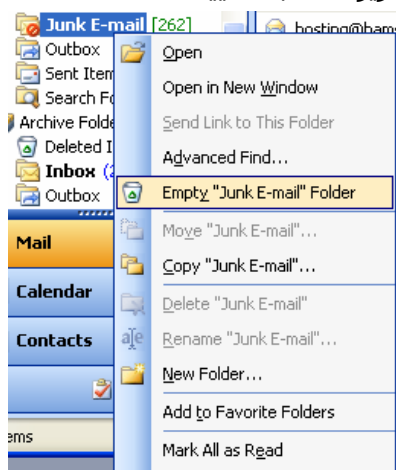 Junk E-mail [262]
hosting@bams
Outbox
Sent Item
Search Fo
Archive Folde
Deleted I
Inbox (2
Outbox
Open
Open in New Window
Send Link to This Folder
Advanced Find...
Empty "Junk E-mail" Folder
Move "Junk E-mail"...
Copy "Junk E-mail"...
Delete "Junk E-mail"
Rename "Junk E-mail"...
New Folder...
Add to Favorite Folders
Mark All as Read
Mail
Calendar
Contacts
ems